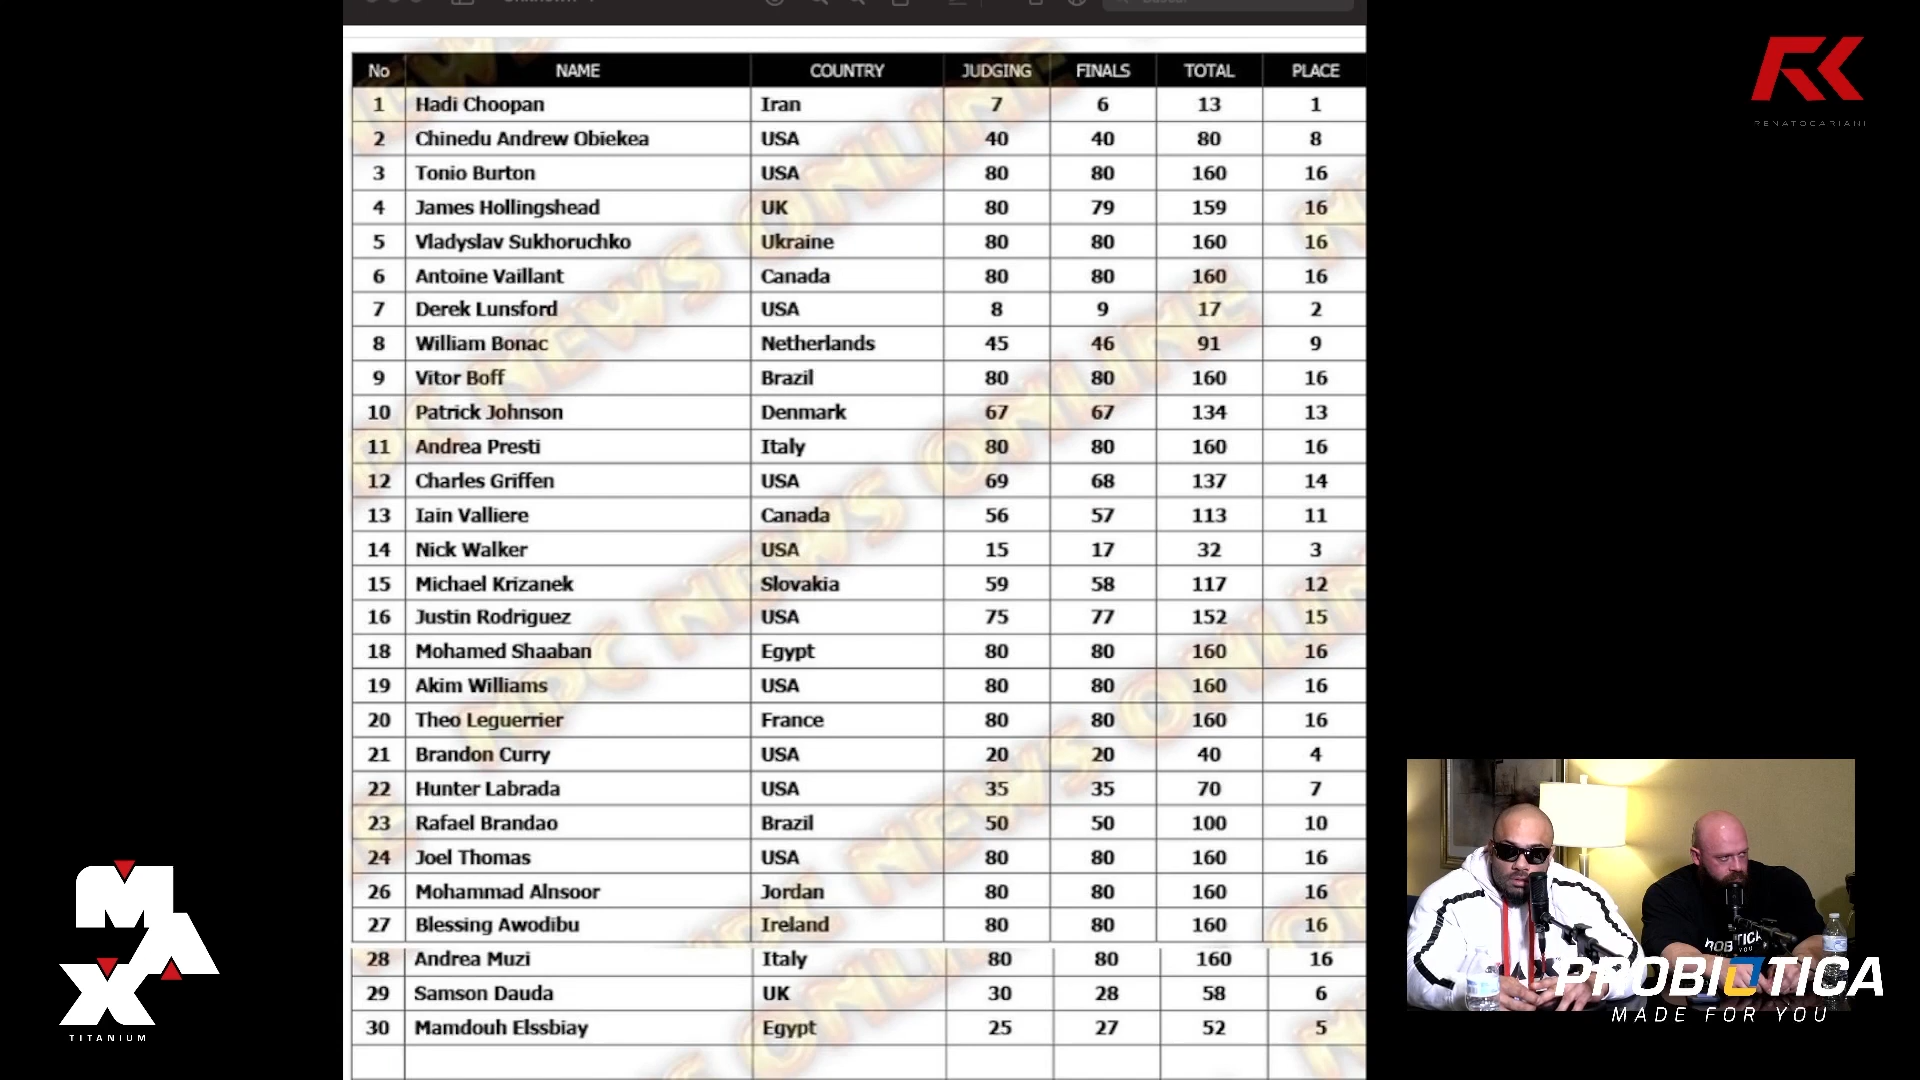 No NAME COUNTRY JUDGING FINALS TOTAL PLACE
1 Hadi Choopan Iran 7 6 13 1
2 Chinedu Andrew Obiekea USA 40 40 80 8
3 Tonio Burton USA 80 80 160 16
4 James Hollingshead UK 80 79 159 16
5 Vladyslav Sukhoruchko Ukraine 80 80 160 16
6 Antoine Vaillant Canada 80 80 160 16
7 Derek Lunsford USA 8 9 17 2
8 William Bonac Netherlands 45 46 91 9
9 Vitor Boff Brazil 80 80 160 16
10 Patrick Johnson Denmark 67 67 134 13
11 Andrea Presti Italy 80 80 160 16
12 Charles Griffen USA 69 68 137 14
13 Iain Valliere Canada 56 57 113 11
14 Nick Walker USA 15 17 32 3
15 Michael Krizanek Slovakia 59 58 117 12
16 Justin Rodriguez USA 75 77 152 15
18 Mohamed Shaaban Egypt 80 80 160 16
19 Akim Williams USA 80 80 160 16
20 Theo Leguerrier France 80 80 160 16
21 Brandon Curry USA 20 20 40 4
22 Hunter Labrada USA 35 35 70 7
23 Rafael Brandao Brazil 50 50 100 10
24 Joel Thomas USA 80 80 160 16
26 Mohammad Alnsoor Jordan 80 80 160 16
27 Blessing Awodibu Ireland 80 80 160 16
28 Andrea Muzi Italy 80 80 160 16
29 Samson Dauda UK 30 28 58 6
30 Mamdouh Elssbiay Egypt 25 27 52 5
NPC NEWS ONLINE
RK
RENATOCARIANI
MAX
TITANIUM
PROBIOTICA
MADE FOR YOU